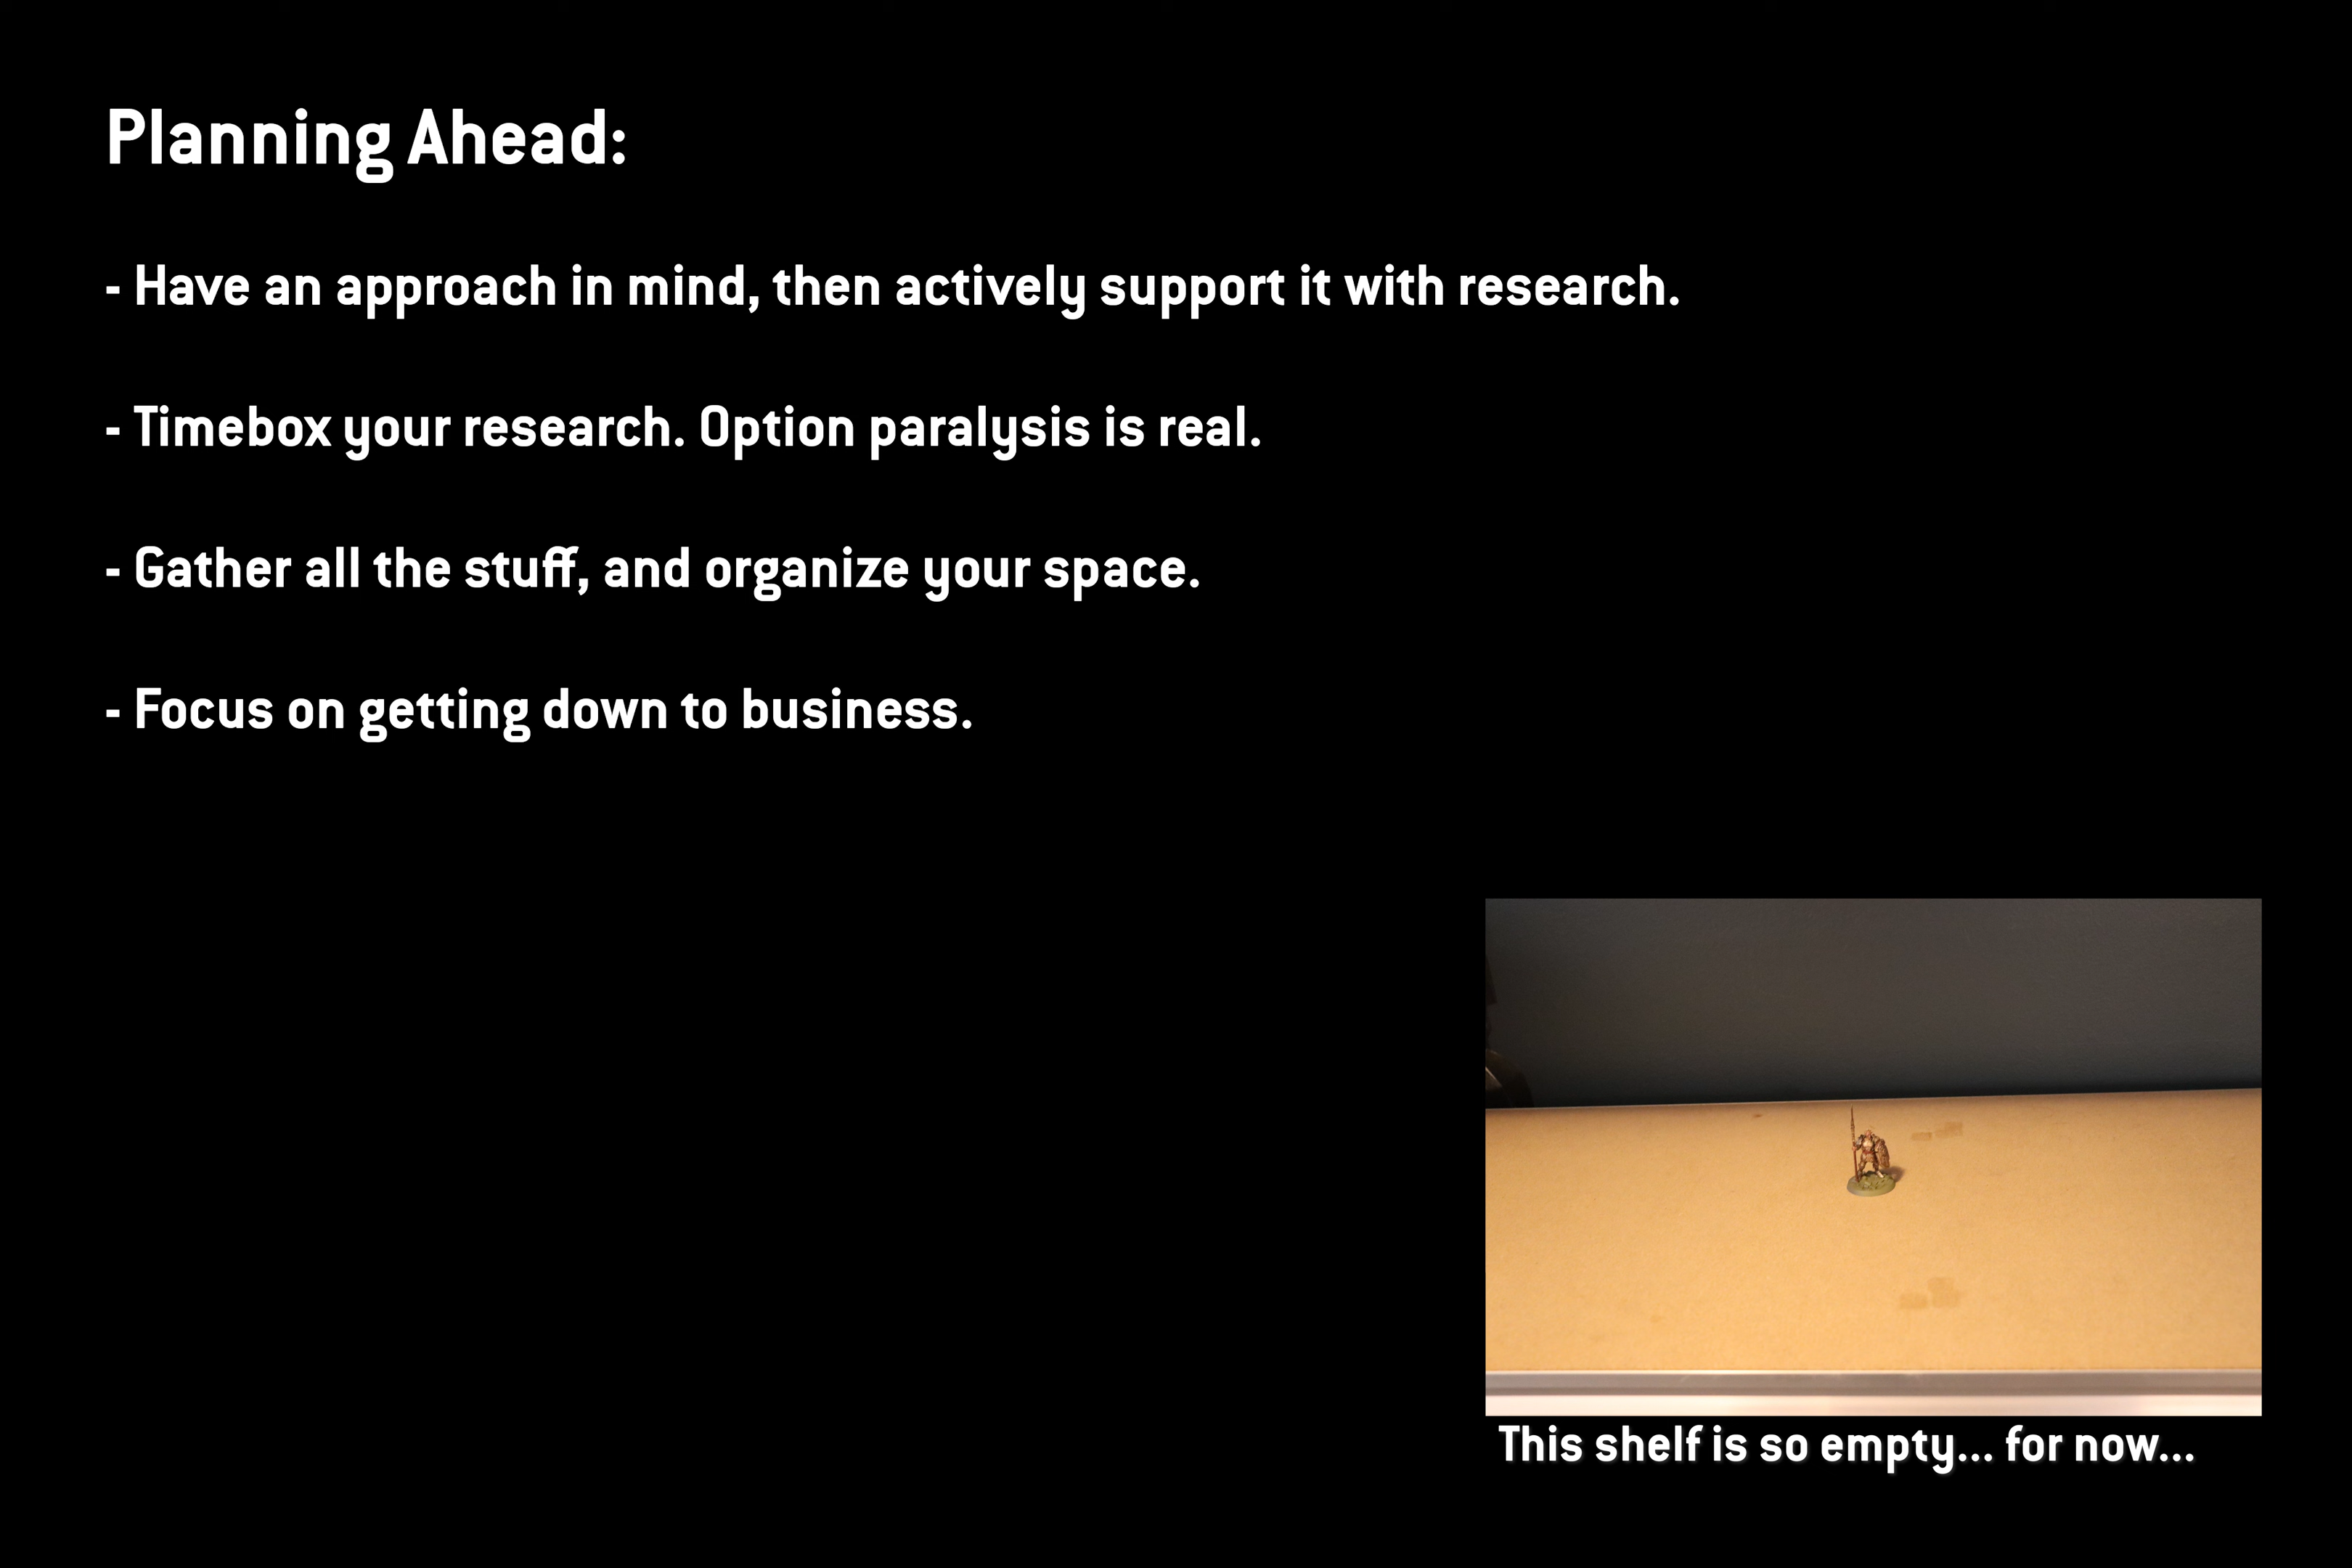 Planning Ahead:
- Have an approach in mind, then actively support it with research.
- Timebox your research. Option paralysis is real.
- Gather all the stuff, and organize your space.
- Focus on getting down to business.
This shelf is so empty... for now...